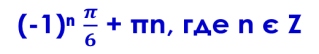 (-1)ⁿ π/6 + πn, где n є Z